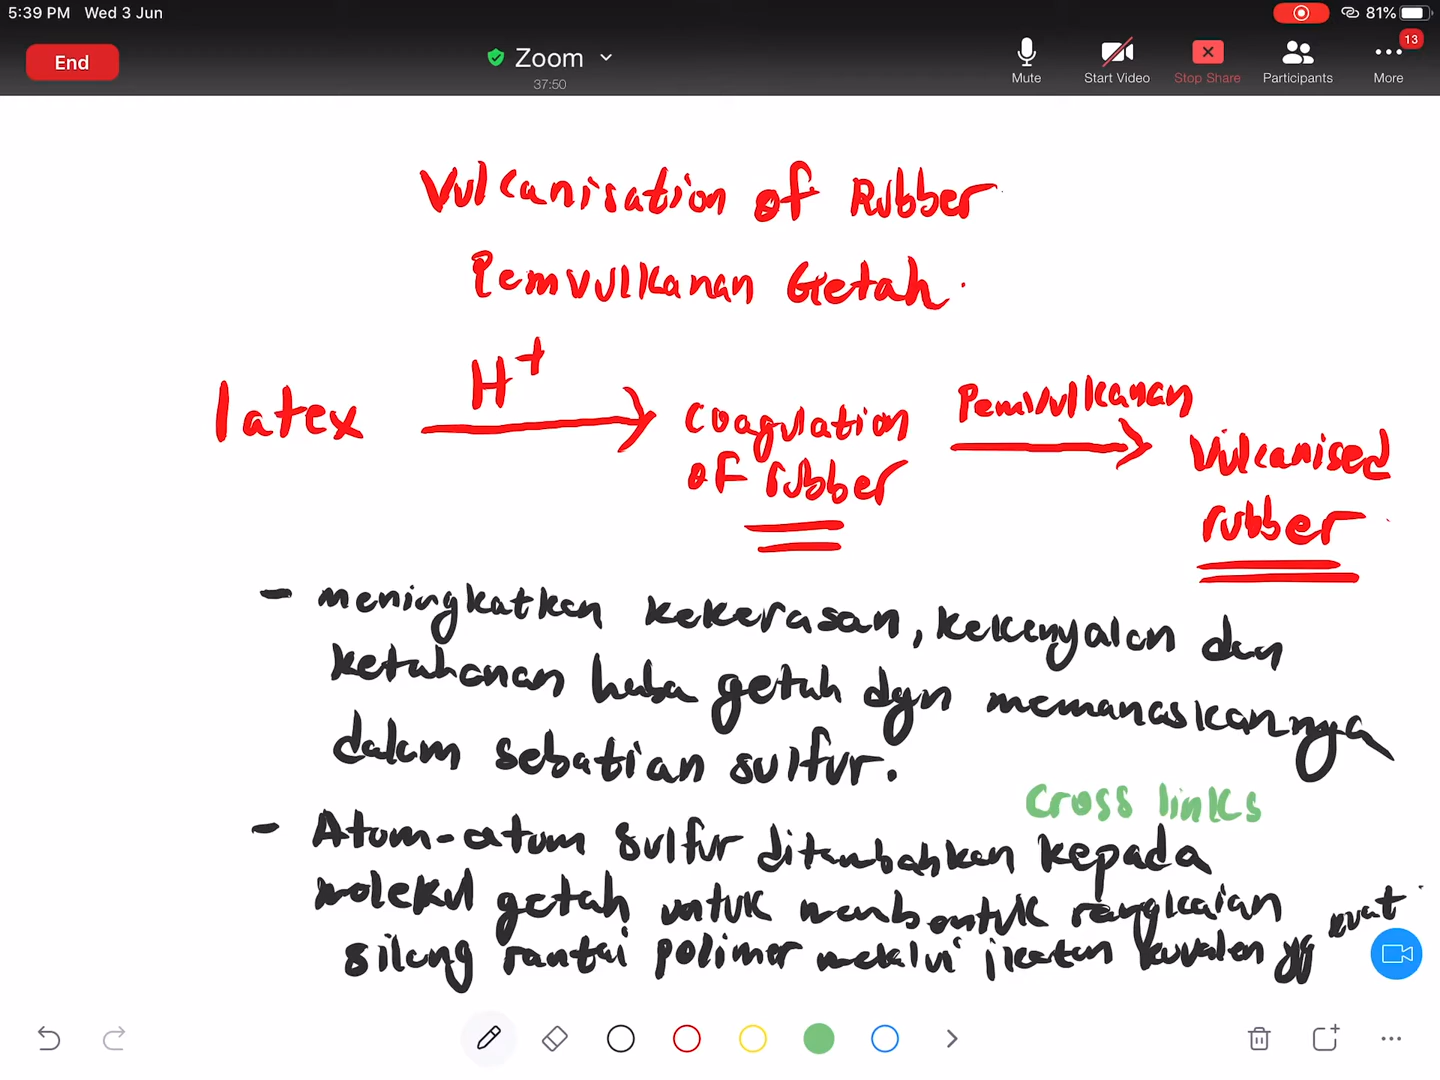 5:39 PM Wed 3 Jun
81%
End
Zoom
37:50
Mute
Start Video
Stop Share
Participants
13
More
Vulcanisation of Rubber
Pemvulkanan Getah.
latex
H+
Coagulation
of rubber
Pemvulkanan
Vulcanised
rubber
- meningkatkan kekerasan, kekenyalan dan
ketahanan haba getah dgn memanaskannya
dalam sebatian sulfur.
cross links
- Atom-atom sulfur ditambahkan kepada
molekul getah untuk membentuk rangkaian
silang rantai polimer melalui ikatan kovalen yg kuat